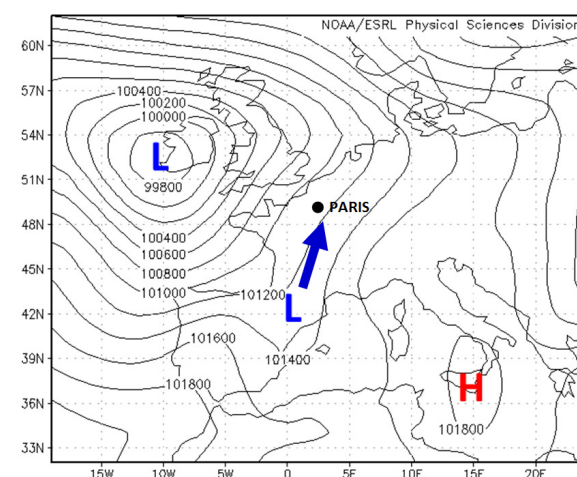 NOAA/ESRL Physical Sciences Division
60N
57N
100400
100200
100000
54N
L
51N
99800
PARIS
48N
100400
100600
45N
100800
101000
101200
L
42N
101600
39N
101400
H
101800
36N
101800
33N
15W
10W
5W
0
5E
10E
15E
20E